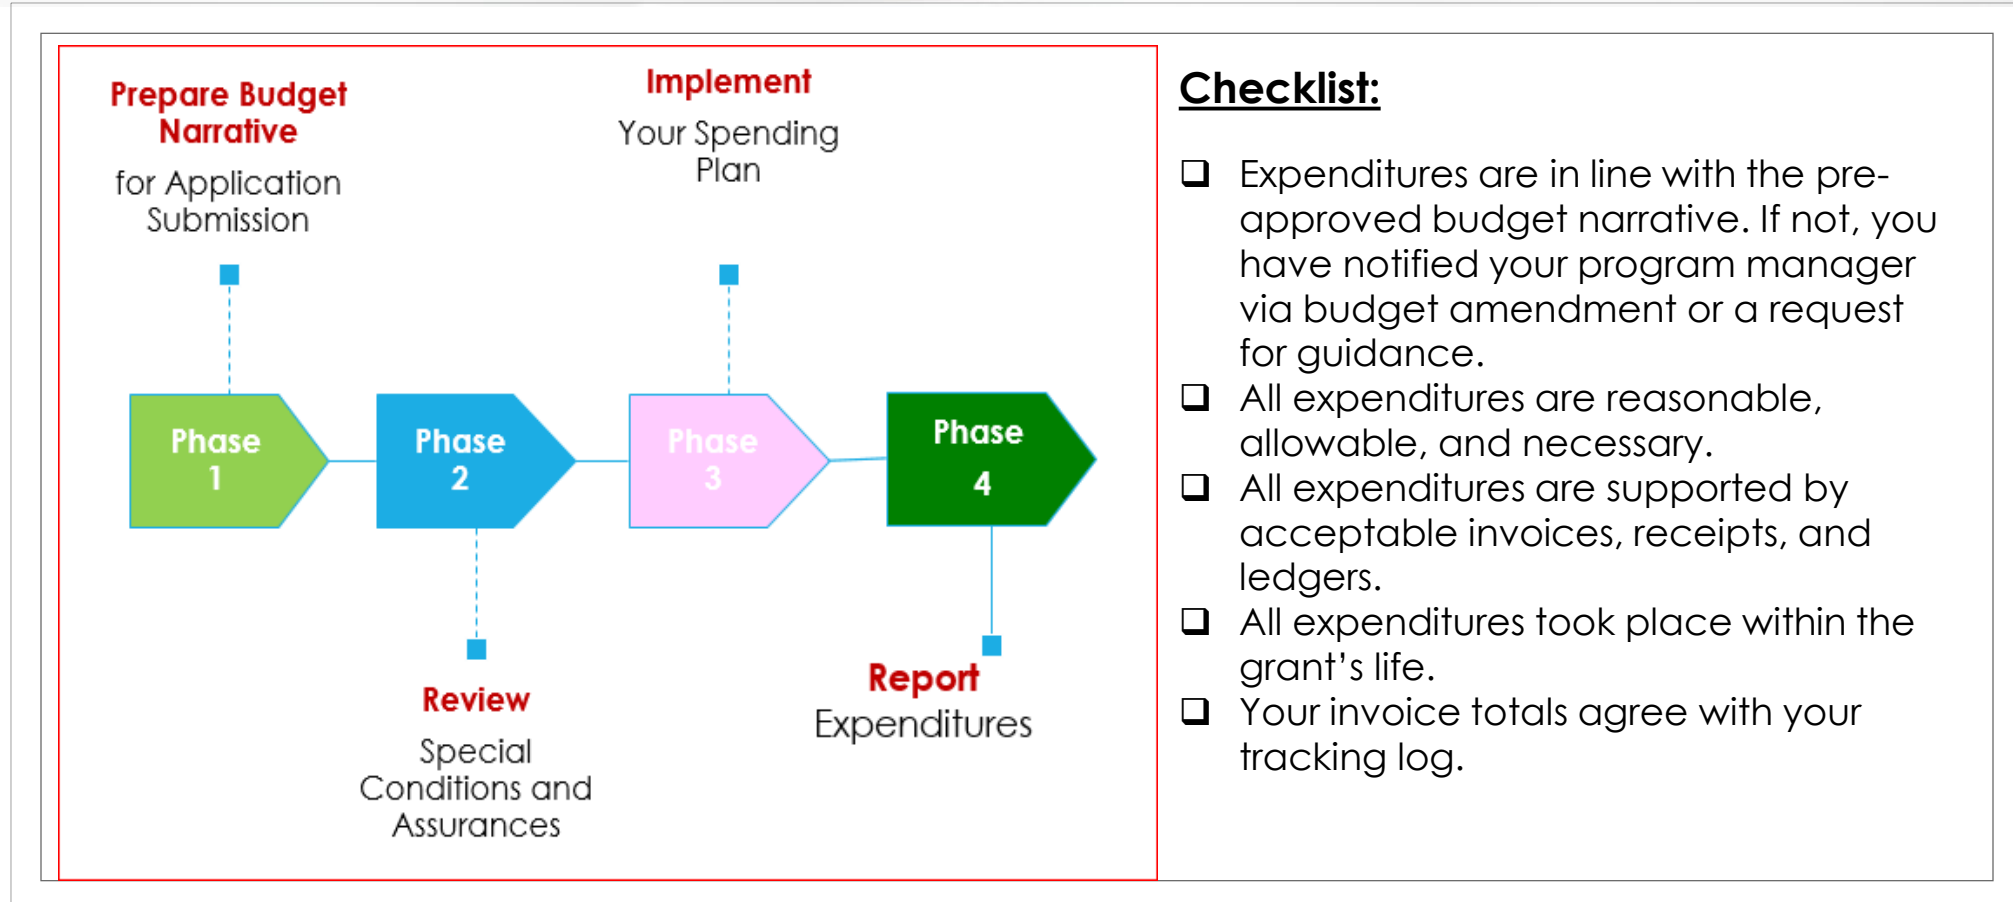 Prepare Budget
Narrative
for Application
Submission
Implement
Your Spending
Plan
Phase
1
Phase
2
Phase
3
Phase
4
Review
Special
Conditions and
Assurances
Report
Expenditures
Checklist:
Expenditures are in line with the pre-
approved budget narrative. If not, you
have notified your program manager
via budget amendment or a request
for guidance.
All expenditures are reasonable,
allowable, and necessary.
All expenditures are supported by
acceptable invoices, receipts, and
ledgers.
All expenditures took place within the
grant’s life.
Your invoice totals agree with your
tracking log.